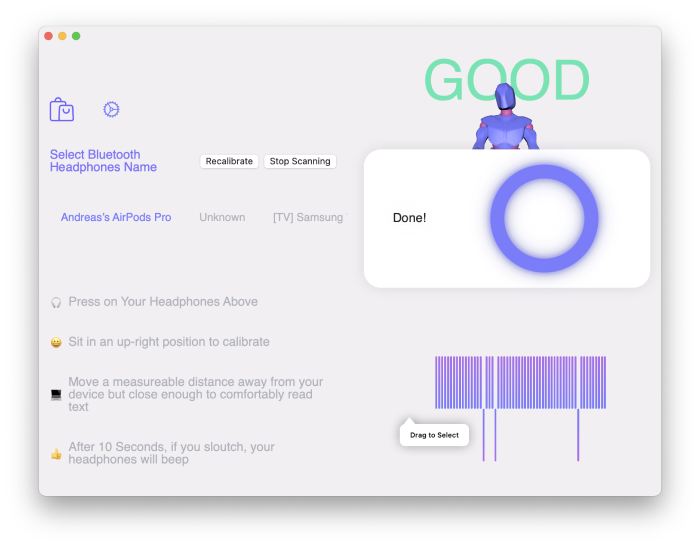 GOOD
Select Bluetooth
Headphones Name
Recalibrate
Stop Scanning
Andreas's AirPods Pro
Unknown
[TV] Samsung
Done!
Press on Your Headphones Above
Sit in an up-right position to calibrate
Move a measureable distance away from your
device but close enough to comfortably read
text
Drag to Select
After 10 Seconds, if you sloutch, your
headphones will beep